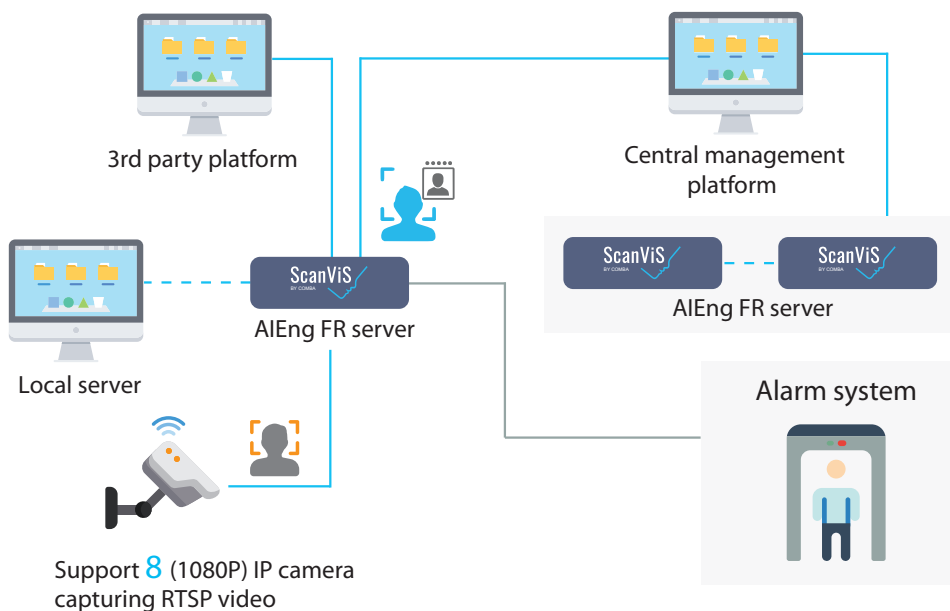 3rd party platform
Central management
platform
ScanViS
BY COMBA
ScanViS
BY COMBA
AIEng FR server
ScanViS
BY COMBA
AIEng FR server
Local server
Alarm system
Support 8 (1080P) IP camera
capturing RTSP video